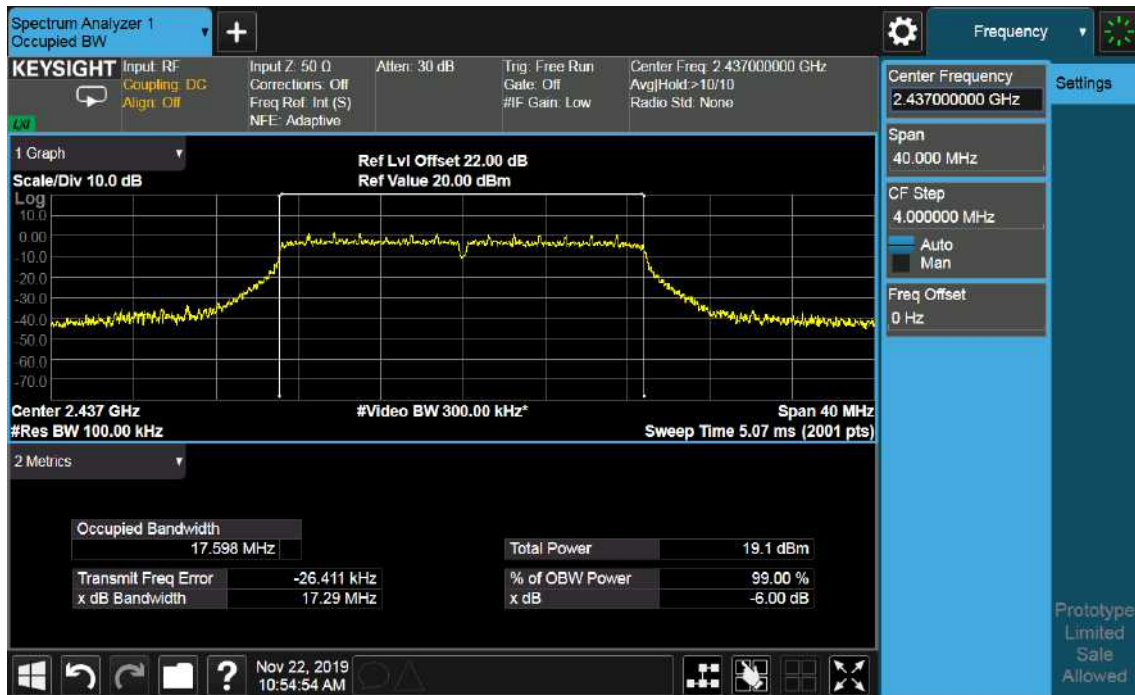 Spectrum Analyzer 1
Occupied BW
+
Frequency
KEYSIGHT
LXI
Input: RF
Coupling: DC
Align: Off
Input Z: 50 Ω
Corrections: Off
Freq Ref: Int (S)
NFE: Adaptive
Atten: 30 dB
Trig: Free Run
Gate: Off
#IF Gain: Low
Center Freq: 2.437000000 GHz
Avg|Hold:>10/10
Radio Std: None
Center Frequency
2.437000000 GHz
Settings
Span
40.000 MHz
CF Step
4.000000 MHz
Auto
Man
Freq Offset
0 Hz
1 Graph
Scale/Div 10.0 dB
Ref Lvl Offset 22.00 dB
Ref Value 20.00 dBm
Log
10.0
0.00
-10.0
-20.0
-30.0
-40.0
-50.0
-60.0
-70.0
Center 2.437 GHz
#Video BW 300.00 kHz*
Span 40 MHz
#Res BW 100.00 kHz
Sweep Time 5.07 ms (2001 pts)
2 Metrics
Occupied Bandwidth
17.598 MHz
Total Power 19.1 dBm
Transmit Freq Error -26.411 kHz
% of OBW Power 99.00 %
x dB Bandwidth 17.29 MHz
x dB -6.00 dB
Prototype
Limited
Sale
Allowed
?
Nov 22, 2019
10:54:54 AM